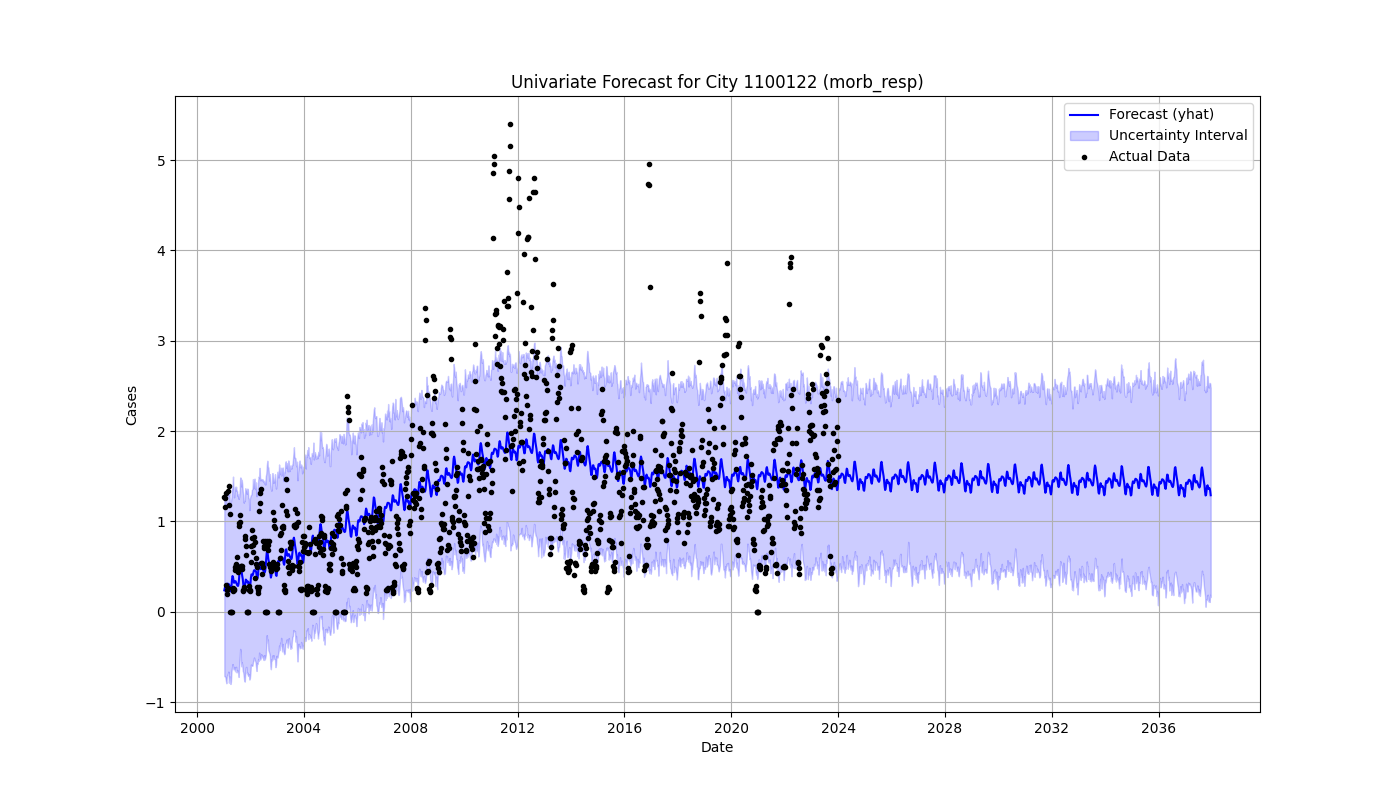 Univariate Forecast for City 1100122 (morb_resp)
Forecast (yhat)
Uncertainty Interval
Actual Data
Cases
5
4
3
2
1
0
−1
2000 2004 2008 2012 2016 2020 2024 2028 2032 2036
Date